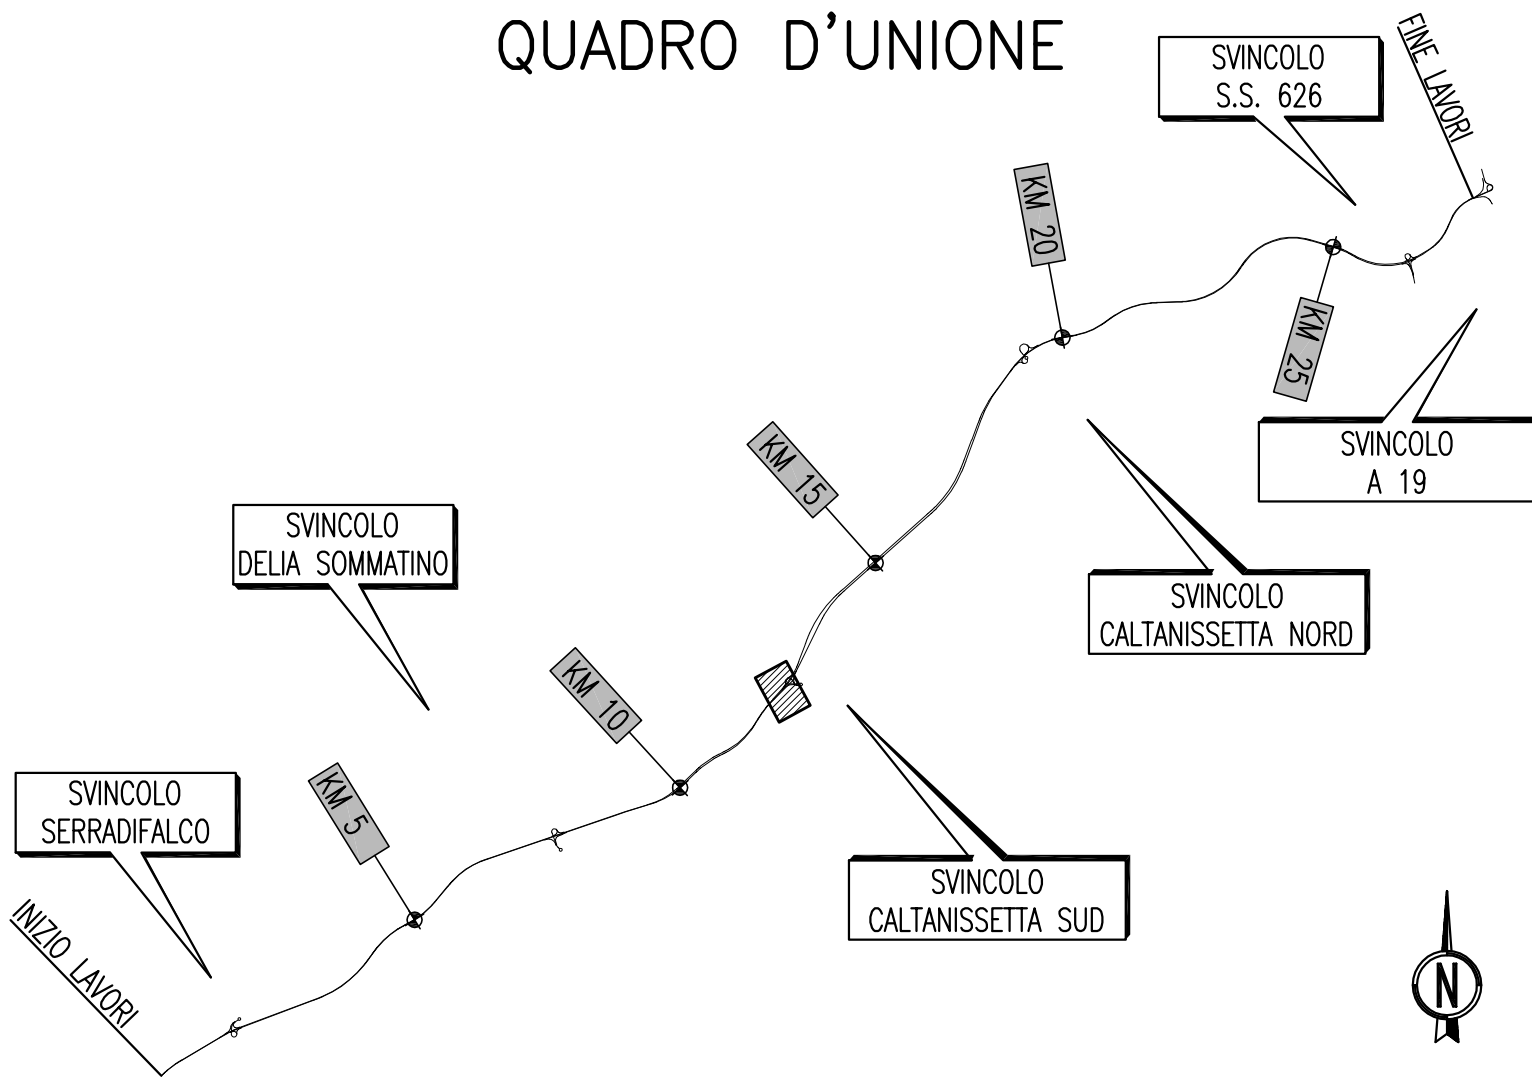 QUADRO D'UNIONE
SVINCOLO
S.S. 626
FINE LAVORI
KM 20
KM 25
SVINCOLO
A 19
KM 15
SVINCOLO
DELIA SOMMATINO
SVINCOLO
CALTANISSETTA NORD
KM 10
KM 5
SVINCOLO
SERRADIFALCO
SVINCOLO
CALTANISSETTA SUD
INIZIO LAVORI
N